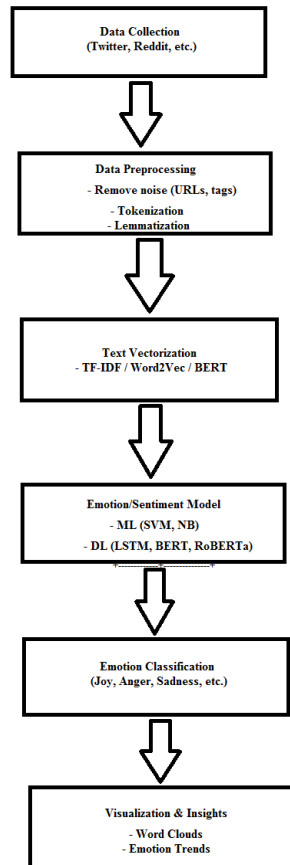 Data Collection
(Twitter, Reddit, etc.)
Data Preprocessing
- Remove noise (URLs, tags)
- Tokenization
- Lemmatization
Text Vectorization
- TF-IDF / Word2Vec / BERT
Emotion/Sentiment Model
- ML (SVM, NB)
- DL (LSTM, BERT, RoBERTa)
+-------------+---------------+
Emotion Classification
(Joy, Anger, Sadness, etc.)
Visualization & Insights
- Word Clouds
- Emotion Trends